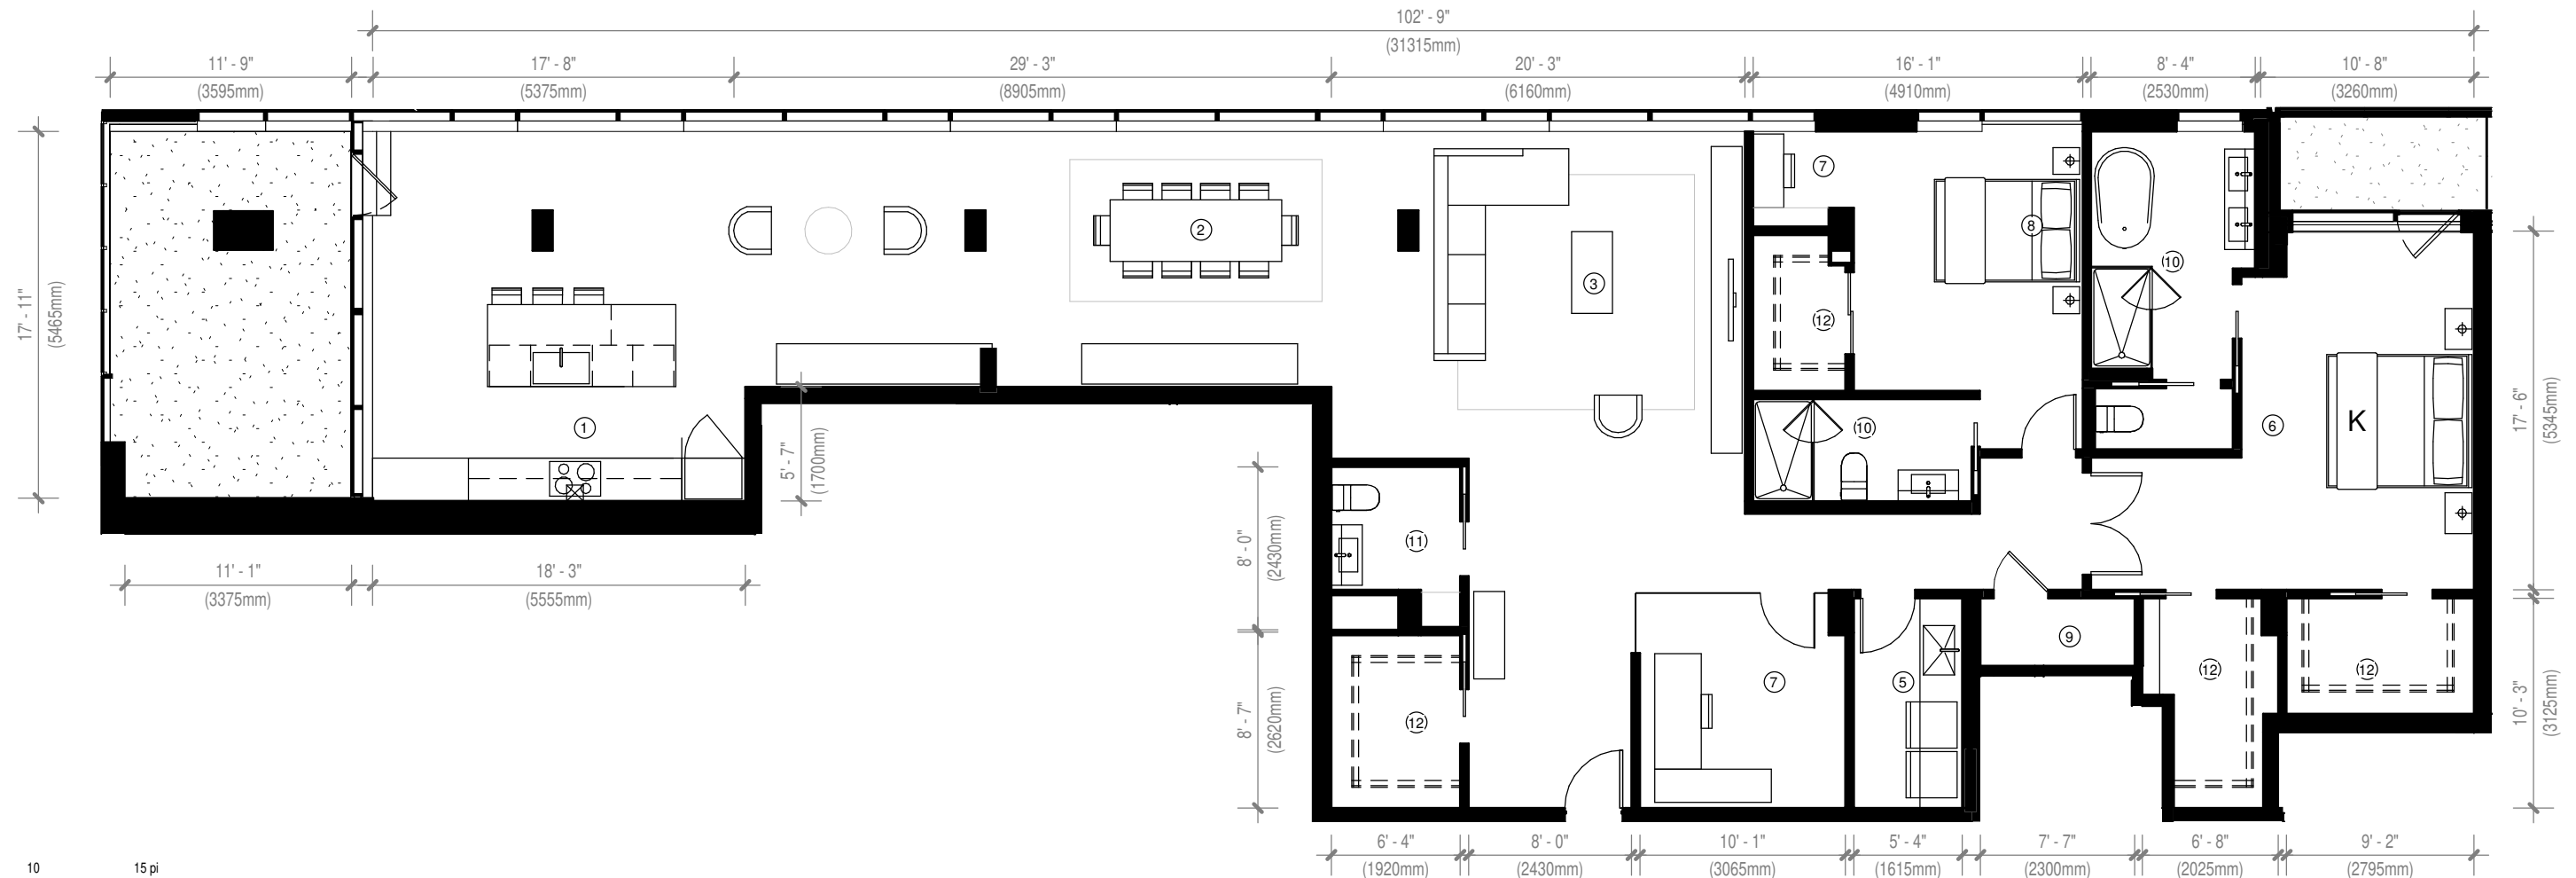 102' - 9"
(31315mm)
11' - 9"
(3595mm)
17' - 8"
(5375mm)
29' - 3"
(8905mm)
20' - 3"
(6160mm)
16' - 1"
(4910mm)
8' - 4"
(2530mm)
10' - 8"
(3260mm)
17' - 11"
(5465mm)
7
8
2
10
3
12
1
10
6
K
17' - 6"
(5345mm)
5' - 7"
(1700mm)
11
8' - 0"
(2430mm)
11' - 1"
(3375mm)
18' - 3"
(5555mm)
9
12
12
7
5
12
8' - 7"
(2620mm)
10' - 3"
(3125mm)
6' - 4"
(1920mm)
8' - 0"
(2430mm)
10' - 1"
(3065mm)
5' - 4"
(1615mm)
7' - 7"
(2300mm)
6' - 8"
(2025mm)
9' - 2"
(2795mm)
10 15 pi